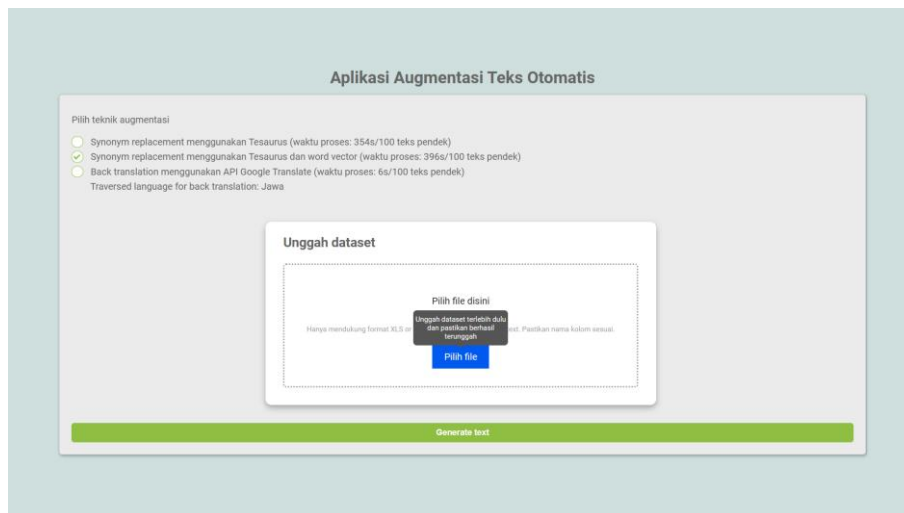 Aplikasi Augmentasi Teks Otomatis
Pilih teknik augmentasi
Synonym replacement menggunakan Tesaurus (waktu proses: 354s/100 teks pendek)
Synonym replacement menggunakan Tesaurus dan word vector (waktu proses: 396s/100 teks pendek)
Back translation menggunakan API Google Translate (waktu proses: 6s/100 teks pendek)
Traversed language for back translation: Jawa
Unggah dataset
Pilih file disini
Unggah dataset terlebih dulu
dan pastikan berhasil
terunggah
Hanya mendukung format XLS or
Pastikan nama kolom sesuai.
Pilih file
Generate text